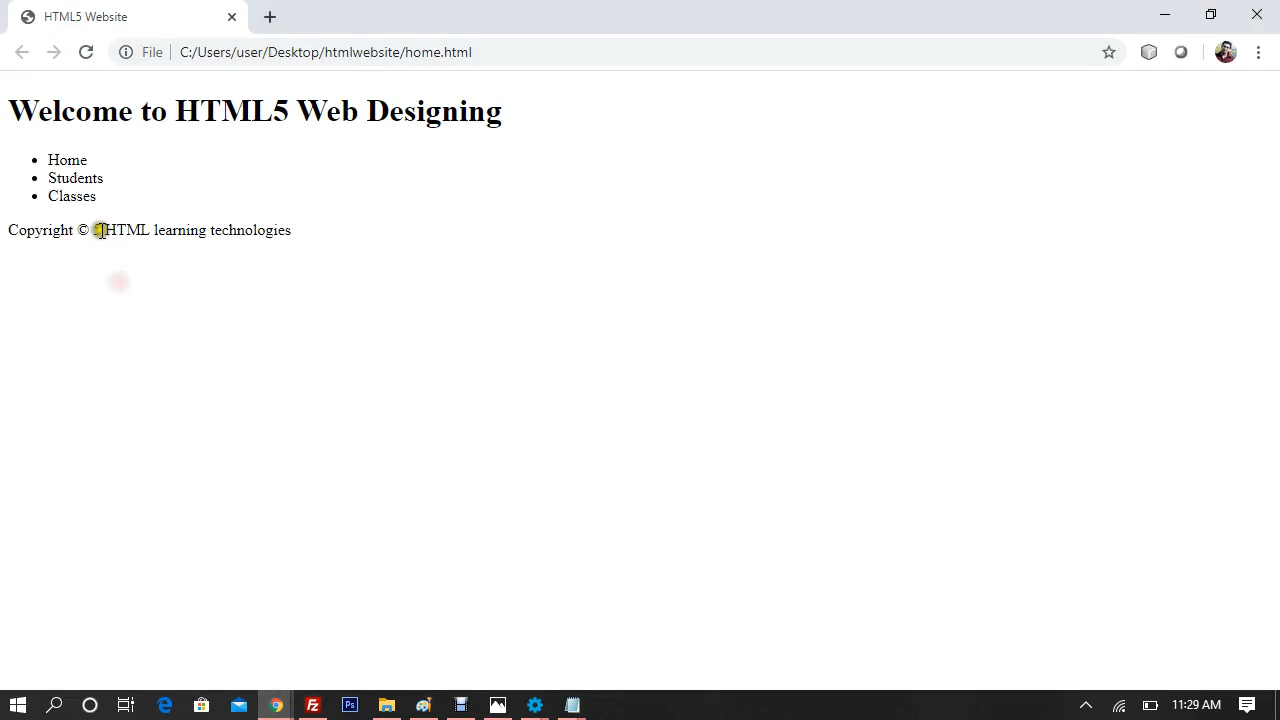 HTML5 Website
File
C:/Users/user/Desktop/htmlwebsite/home.html
Welcome to HTML5 Web Designing
• Home
• Students
• Classes
Copyright © HTML learning technologies
11:29 AM